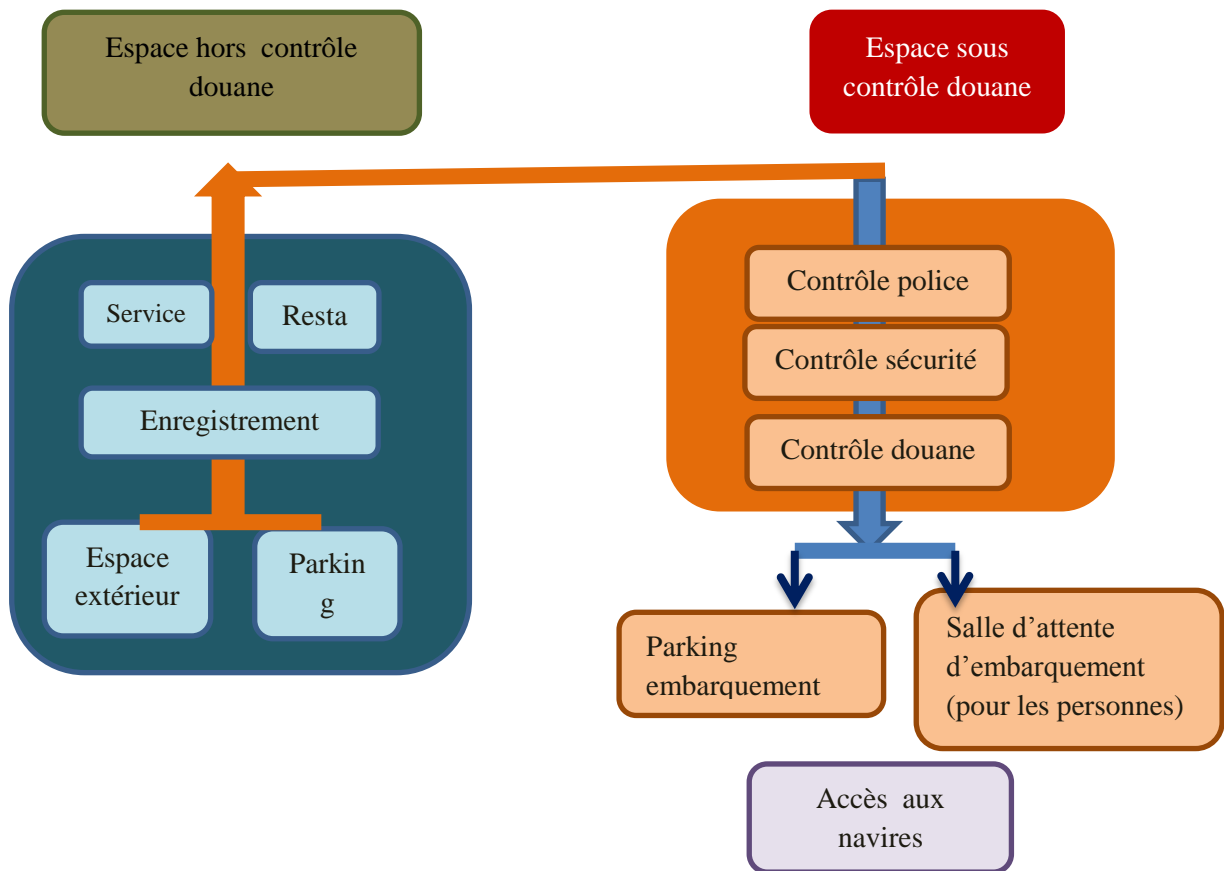 Espace hors contrôle
douane
Espace sous
contrôle douane
Service
Resta
Enregistrement
Espace
extérieur
Parkin
g
Contrôle police
Contrôle sécurité
Contrôle douane
Parking
embarquement
Salle d’attente
d’embarquement
(pour les personnes)
Accès aux
navires